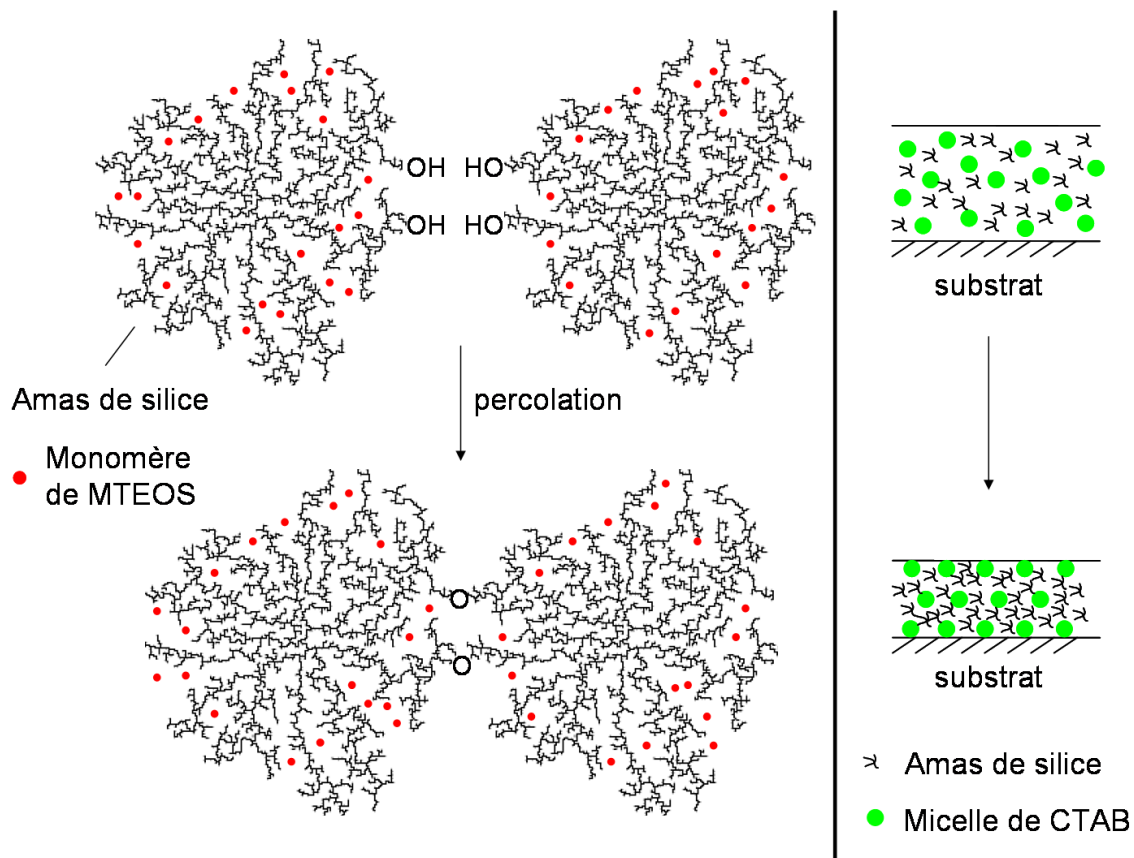 OH HO
OH HO
Amas de silice
percolation
Monomère
de MTEOS
O
O
substrat
substrat
Amas de silice
Micelle de CTAB